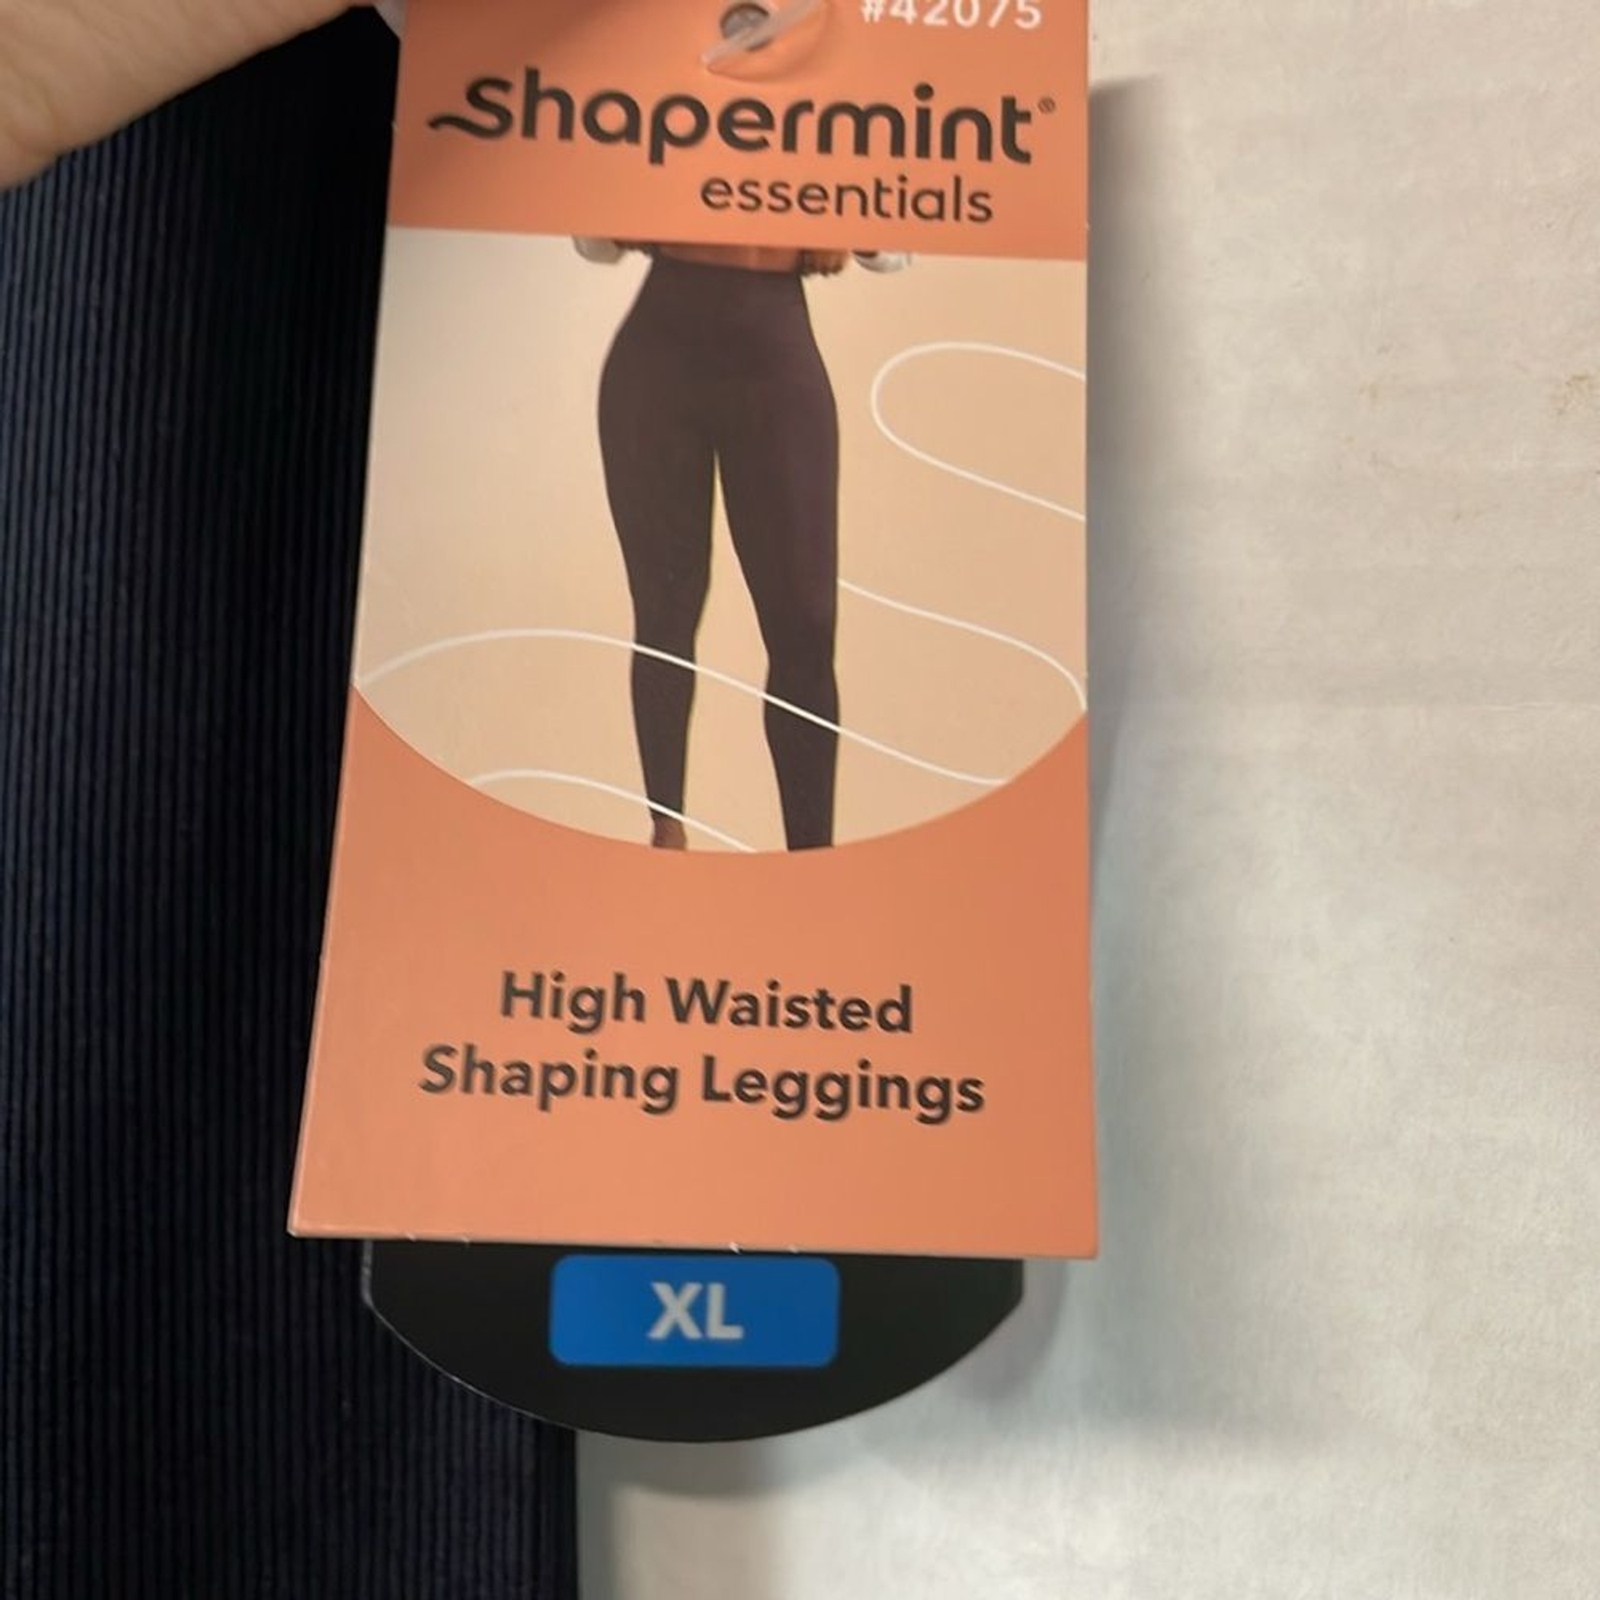 #42075
shapermint®
essentials
High Waisted
Shaping Leggings
XL